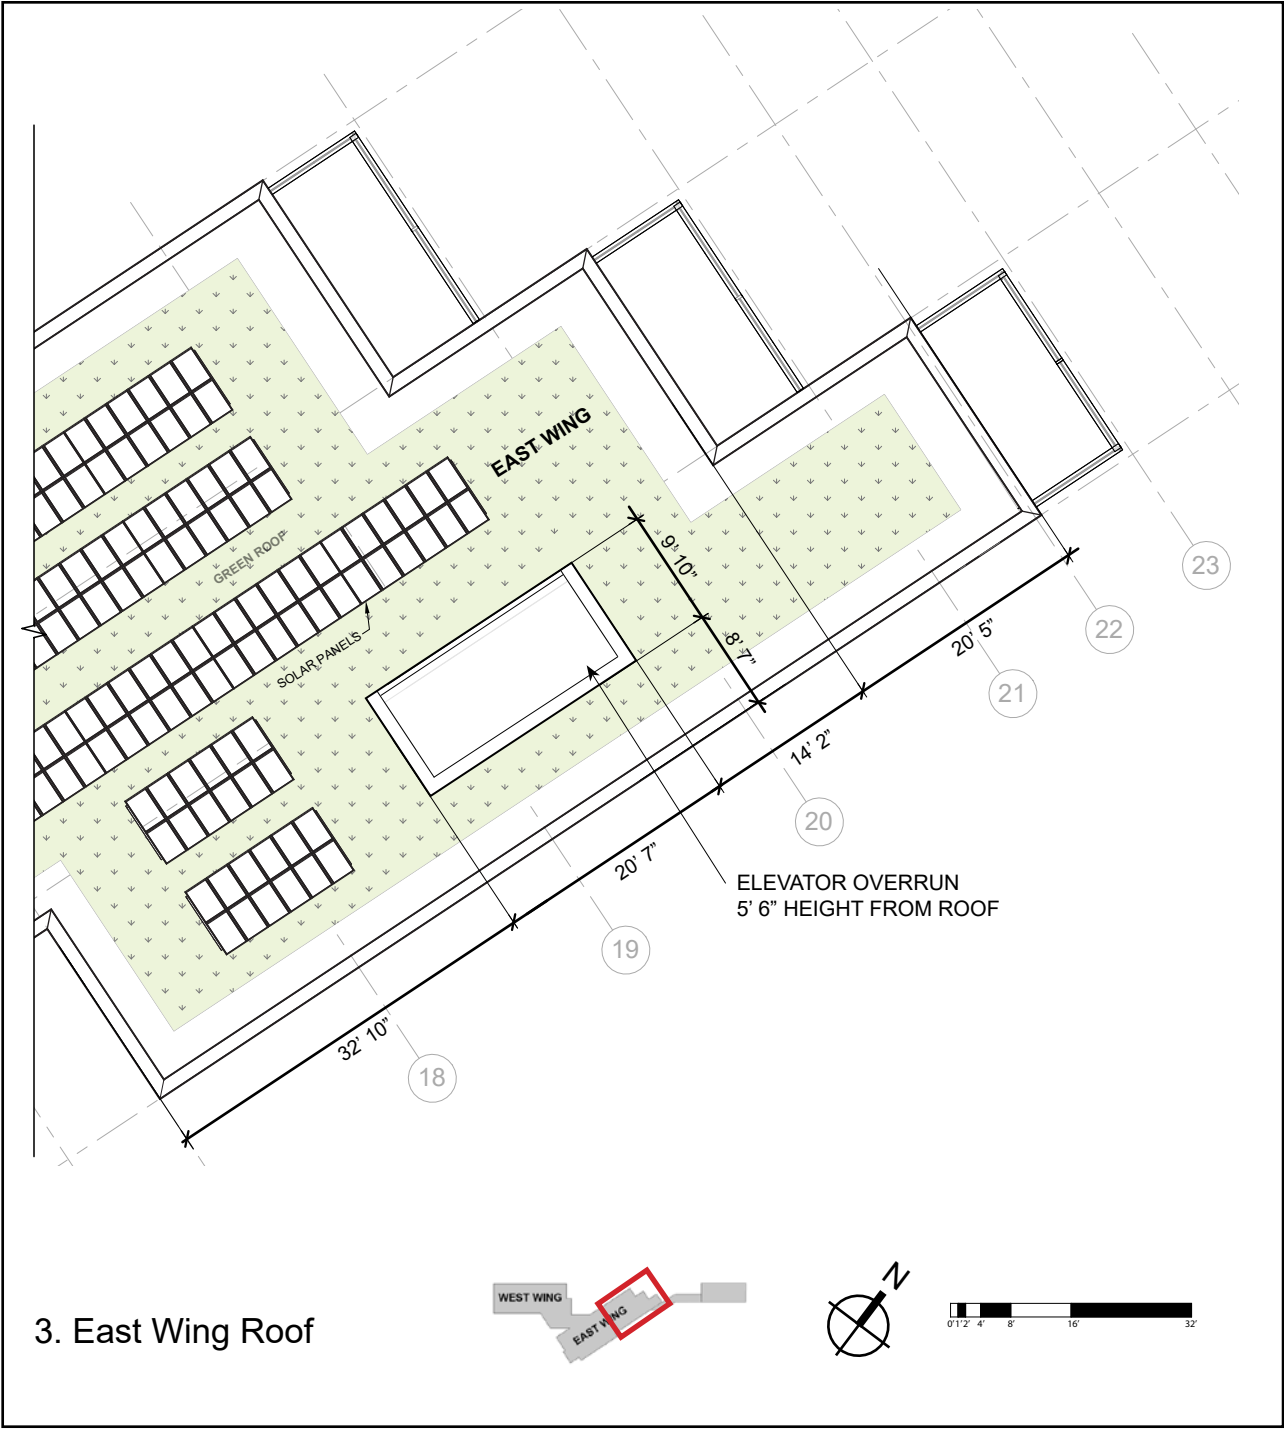 EAST WING
GREEN ROOF
SOLAR PANELS
9’ 10”
8’ 7”
20’ 5”
14’ 2”
20’ 7”
32’ 10”
23
22
21
20
19
18
ELEVATOR OVERRUN
5’ 6” HEIGHT FROM ROOF
3. East Wing Roof
WEST WING
EAST WING
N
0' 1' 2' 4' 8' 16' 32'